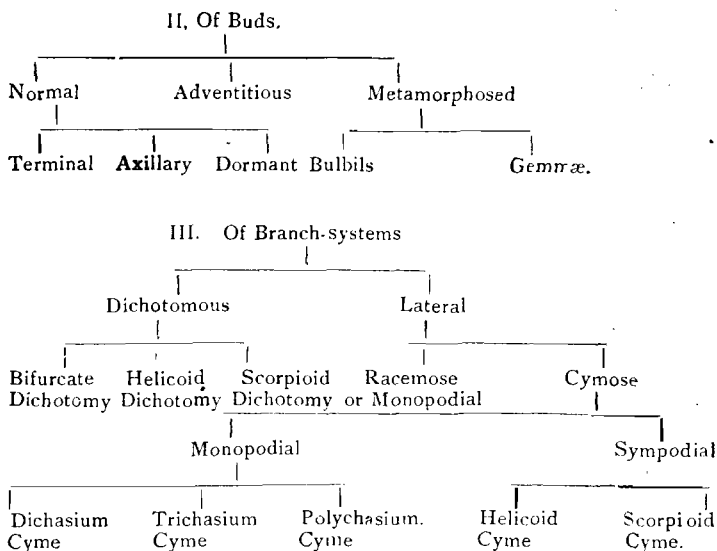 II, Of Buds.
Normal Adventitious Metamorphosed
Terminal Axillary Dormant Bulbils Gemmæ.
III. Of Branch-systems
Dichotomous Lateral
Bifurcate Helicoid Scorpioid Racemose Cymose
Dichotomy Dichotomy Dichotomy or Monopodial
Monopodial Sympodial
Dichasium Trichasium Polychasium. Helicoid Scorpioid
Cyme Cyme Cyme Cyme Cyme.